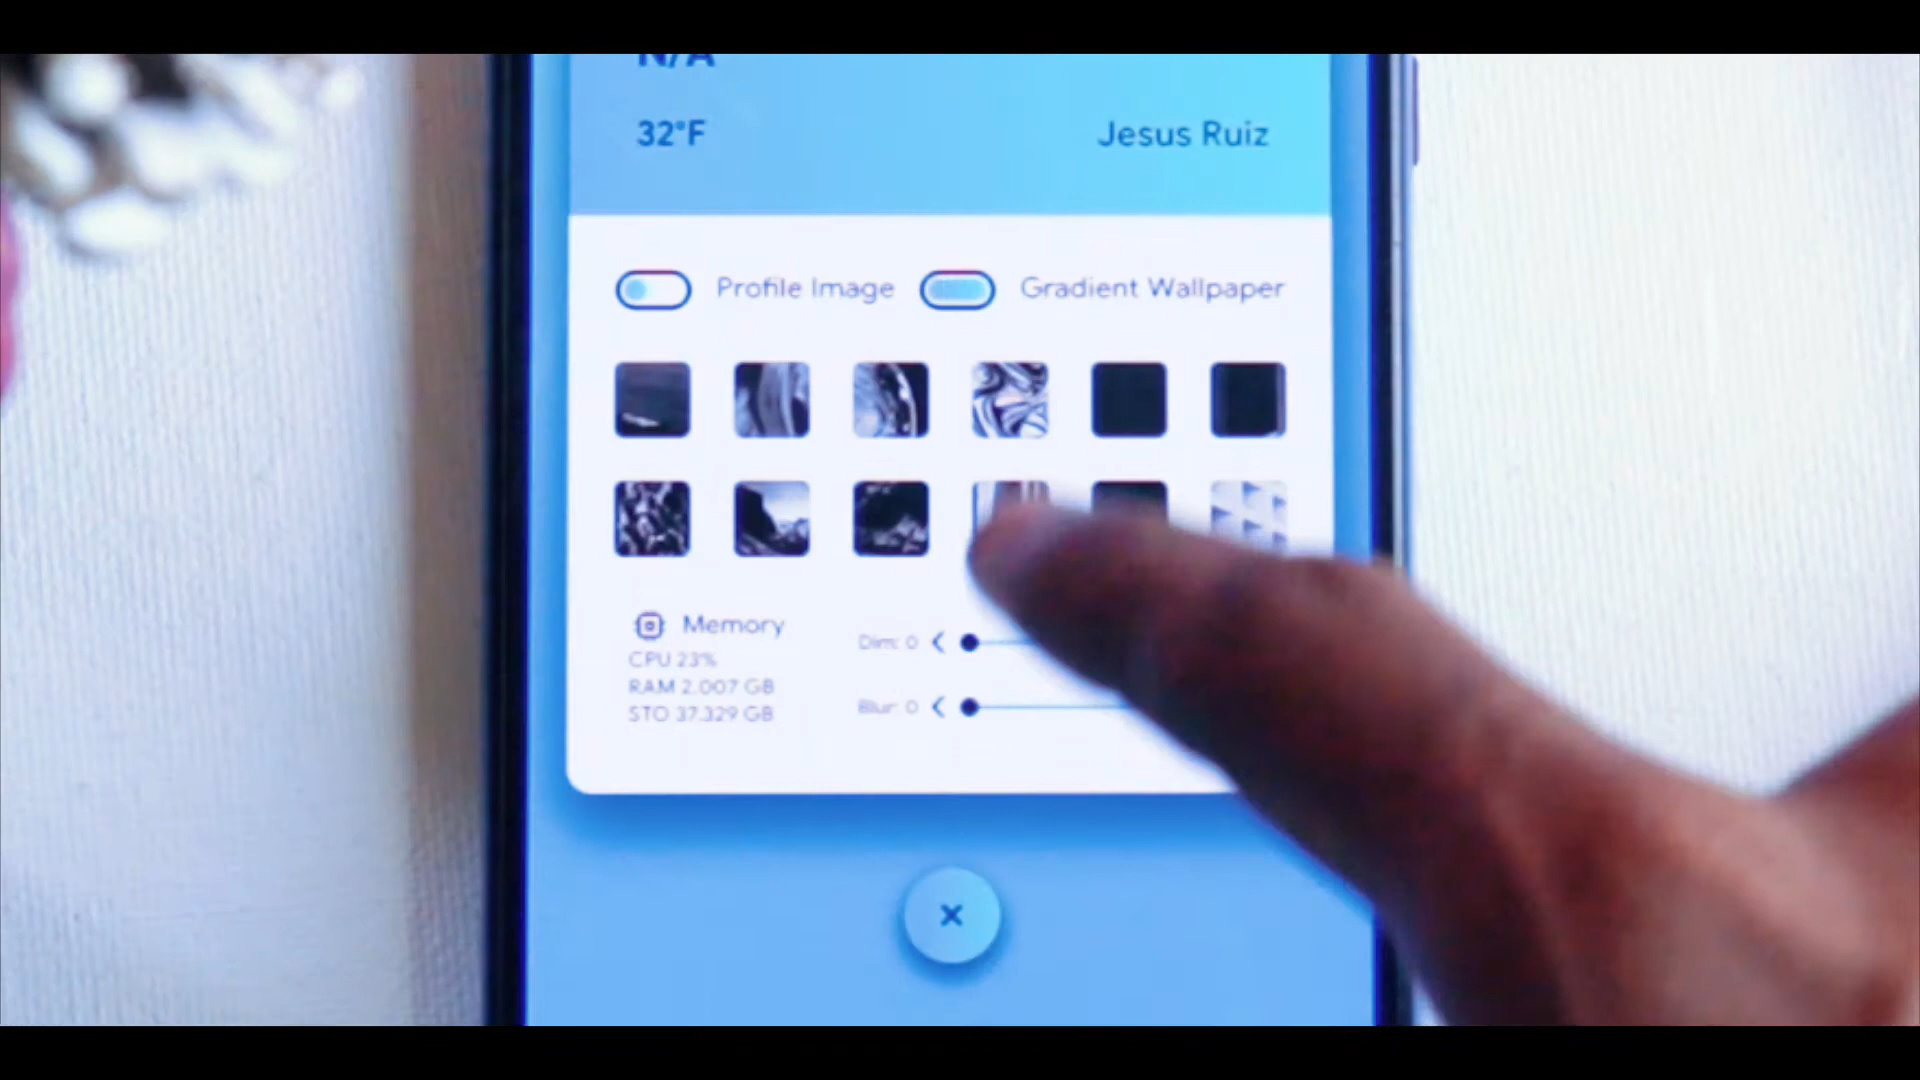 N/A
32°F
Jesus Ruiz
Profile Image
Gradient Wallpaper
Memory
CPU 23%
RAM 2.007 GB
STO 37.329 GB
Dim: 0
Blur: 0